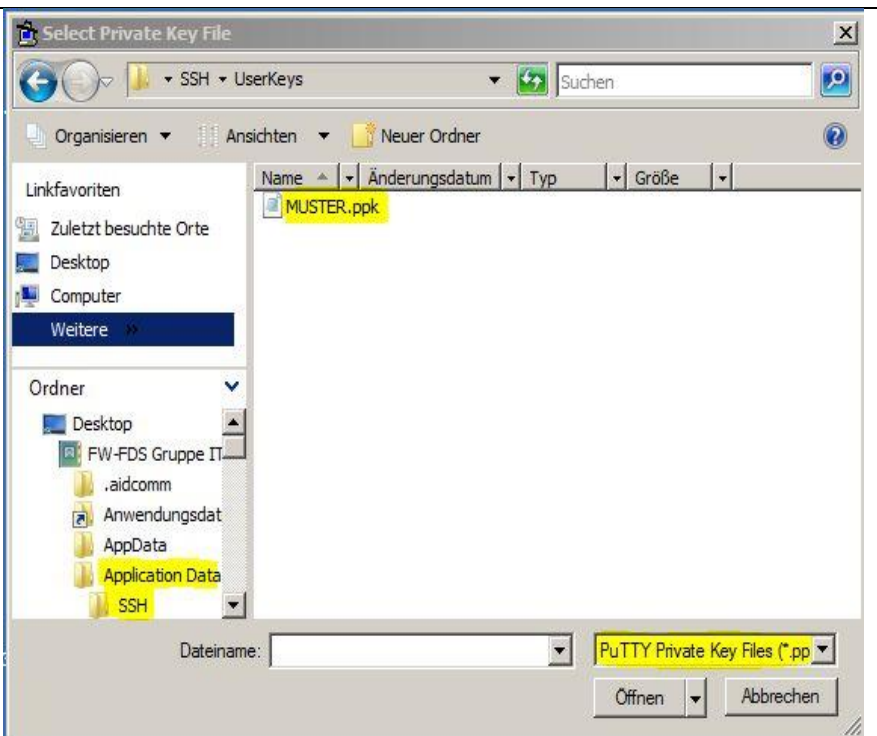 Select Private Key File
SSH UserKeys
Suchen
Organisieren Ansichten Neuer Ordner
Linkfavoriten
Zuletzt besuchte Orte
Desktop
Computer
Weitere »
Name Änderungsdatum Typ Größe
MUSTER.ppk
Ordner
Desktop
FW-FDS Gruppe IT
.aidcomm
Anwendungsdat
AppData
Application Data
SSH
Dateiname:
PuTTY Private Key Files (*.pp
Öffnen Abbrechen